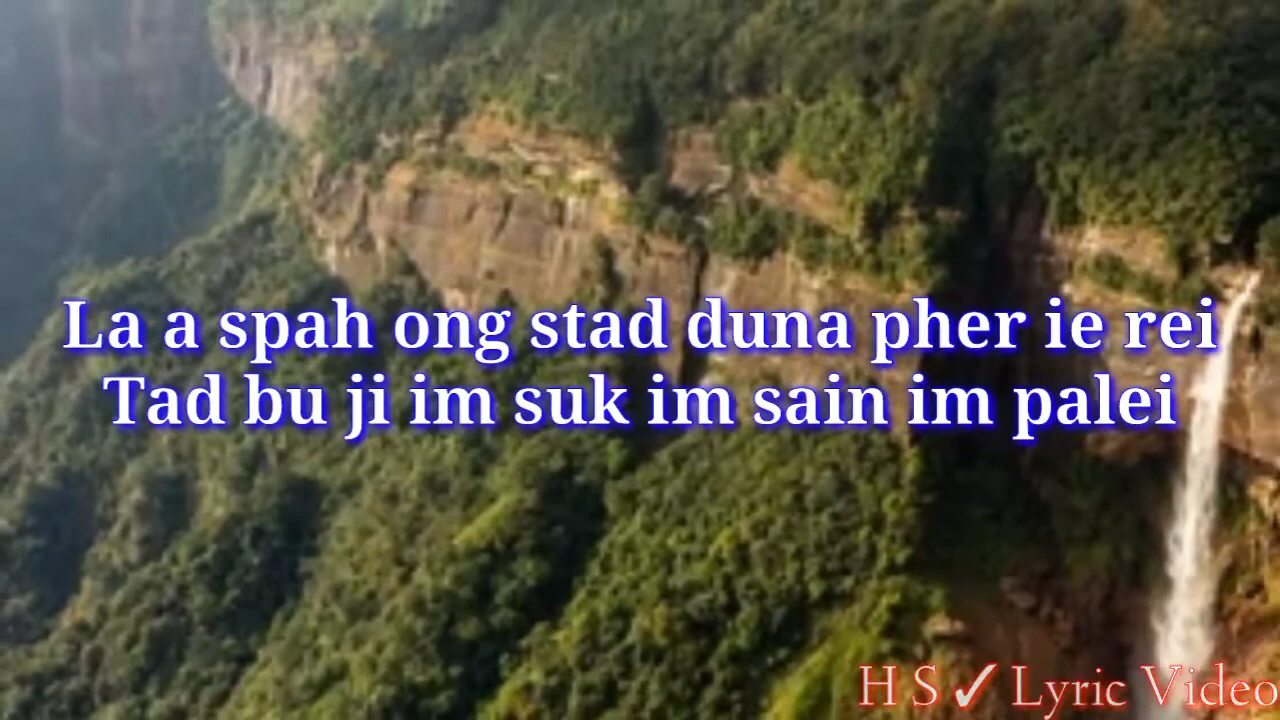 La a spah ong stad duna pher ie rei
Tad bu ji im suk im sain im palei
H S ✓ Lyric Video